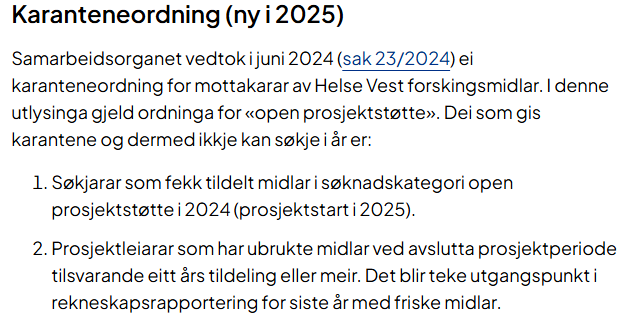 Karanteneordning (ny i 2025)
Samarbeidsorganet vedtok i juni 2024 (sak 23/2024) ei
karanteneordning for mottakarar av Helse Vest forskingsmidlar. I denne
utlysinga gjeld ordninga for «open prosjektstøtte». Dei som gis
karantene og dermed ikkje kan søkje i år er:
1. Søkjarar som fekk tildelt midlar i søknadskategori open
prosjektstøtte i 2024 (prosjektstart i 2025).
2. Prosjektleiarar som har ubrukte midlar ved avslutta prosjektperiode
tilsvarande eitt års tildeling eller meir. Det blir teke utgangspunkt i
rekneskapsrapportering for siste år med friske midlar.